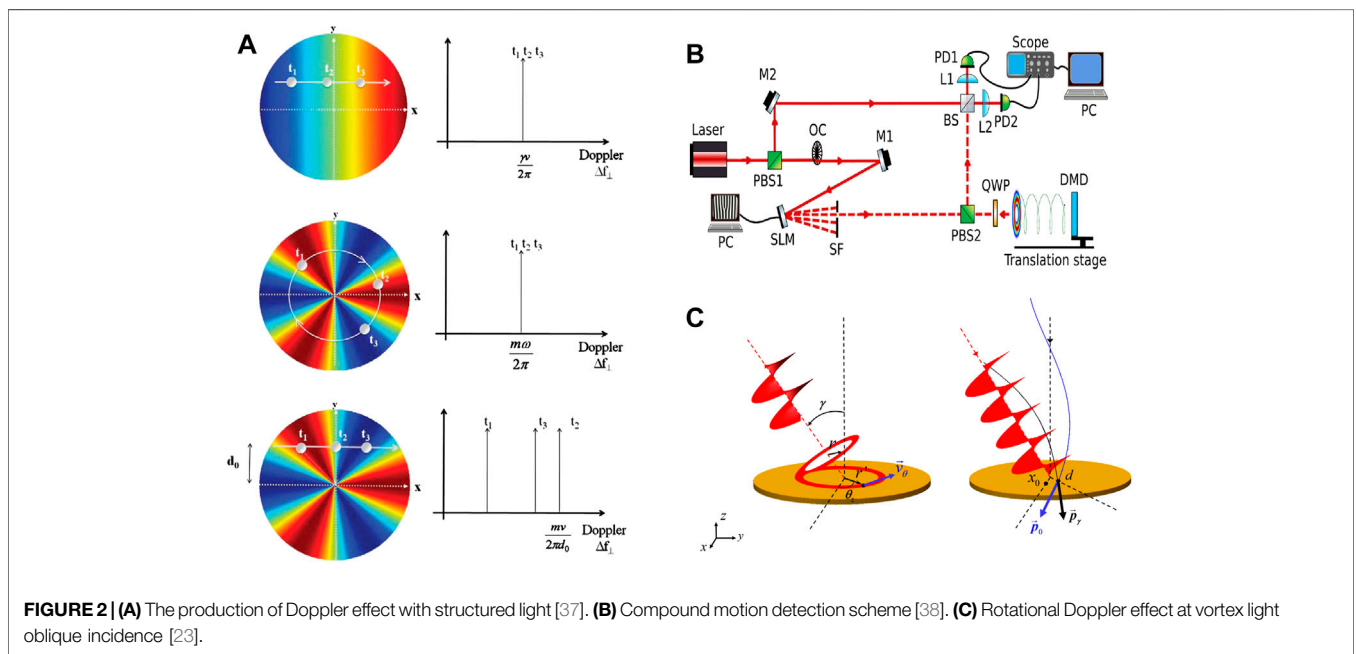 A
y
t₁ t₂ t₃
x
t₁ t₂ t₃
γv/2π
Doppler
Δf⊥
y
t₁
t₂
t₃
x
t₁ t₂ t₃
mω/2π
Doppler
Δf⊥
y
t₁ t₂ t₃
d₀
x
t₁ t₃ t₂
mv/2πd₀
Doppler
Δf⊥
B
PD1
Scope
L1
M2
BS
L2
PD2
PC
Laser
OC
M1
PBS1
QWP
DMD
PC
SLM
SF
PBS2
Translation stage
C
γ
r
r'
v⃗θ
θ
z
y
x
x₀
d
p⃗₀
p⃗γ
FIGURE 2 | (A) The production of Doppler effect with structured light [37]. (B) Compound motion detection scheme [38]. (C) Rotational Doppler effect at vortex light
oblique incidence [23].